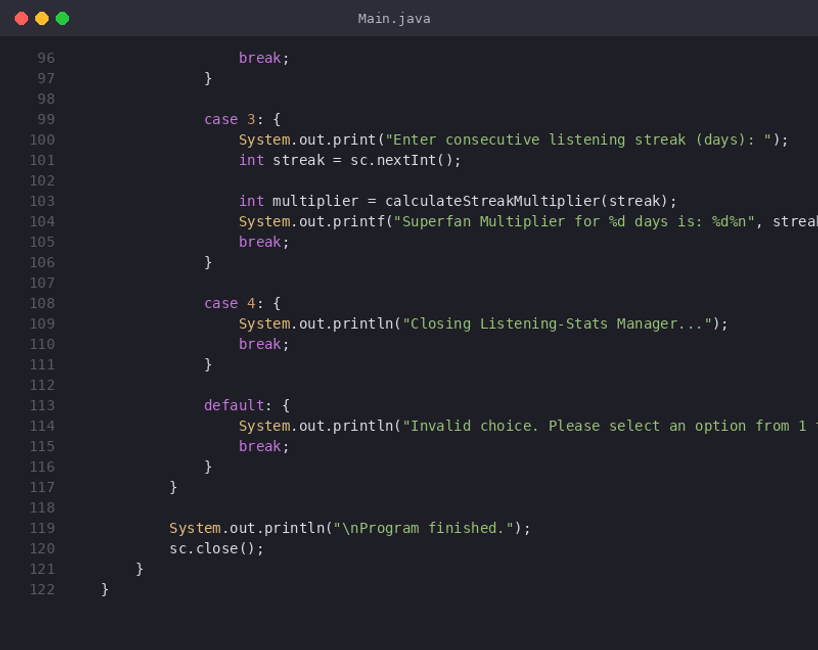 Main.java
96 break;
97 }
98
99 case 3: {
100 System.out.print("Enter consecutive listening streak (days): ");
101 int streak = sc.nextInt();
102
103 int multiplier = calculateStreakMultiplier(streak);
104 System.out.printf("Superfan Multiplier for %d days is: %d%n", streak
105 break;
106 }
107
108 case 4: {
109 System.out.println("Closing Listening-Stats Manager...");
110 break;
111 }
112
113 default: {
114 System.out.println("Invalid choice. Please select an option from 1
115 break;
116 }
117 }
118
119 System.out.println("\nProgram finished.");
120 sc.close();
121 }
122 }